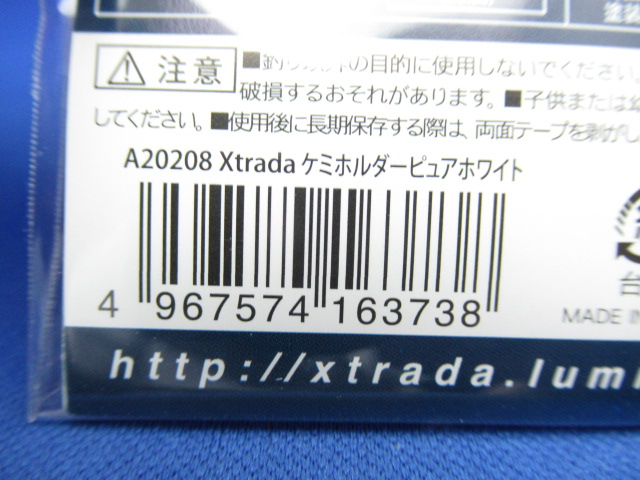 塗装
注意
■釣り以外の目的に使用しないでください。
破損するおそれがあります。■子供または
してください。■使用後に長期保存する際は、両面テープを剥がし
A20208 Xtrada ケミホルダーピュアホワイト
4 967574 163738
台
MADE IN
http://xtrada.lumi